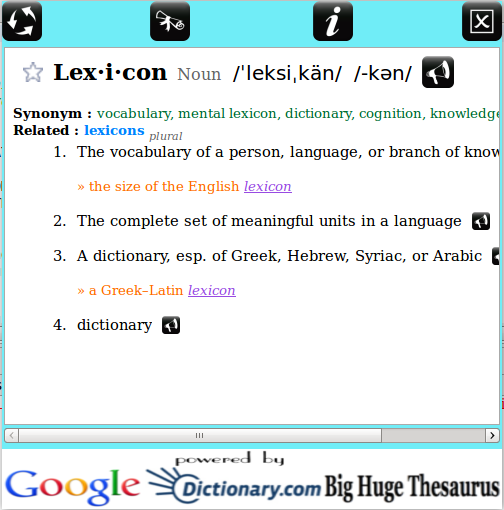 Lex·i·con Noun /ˈleksiˌkän/ /-kən/
Synonym : vocabulary, mental lexicon, dictionary, cognition, knowledge
Related : lexicons plural
1. The vocabulary of a person, language, or branch of know
» the size of the English lexicon
2. The complete set of meaningful units in a language
3. A dictionary, esp. of Greek, Hebrew, Syriac, or Arabic
» a Greek–Latin lexicon
4. dictionary
powered by
Google Dictionary.com Big Huge Thesaurus